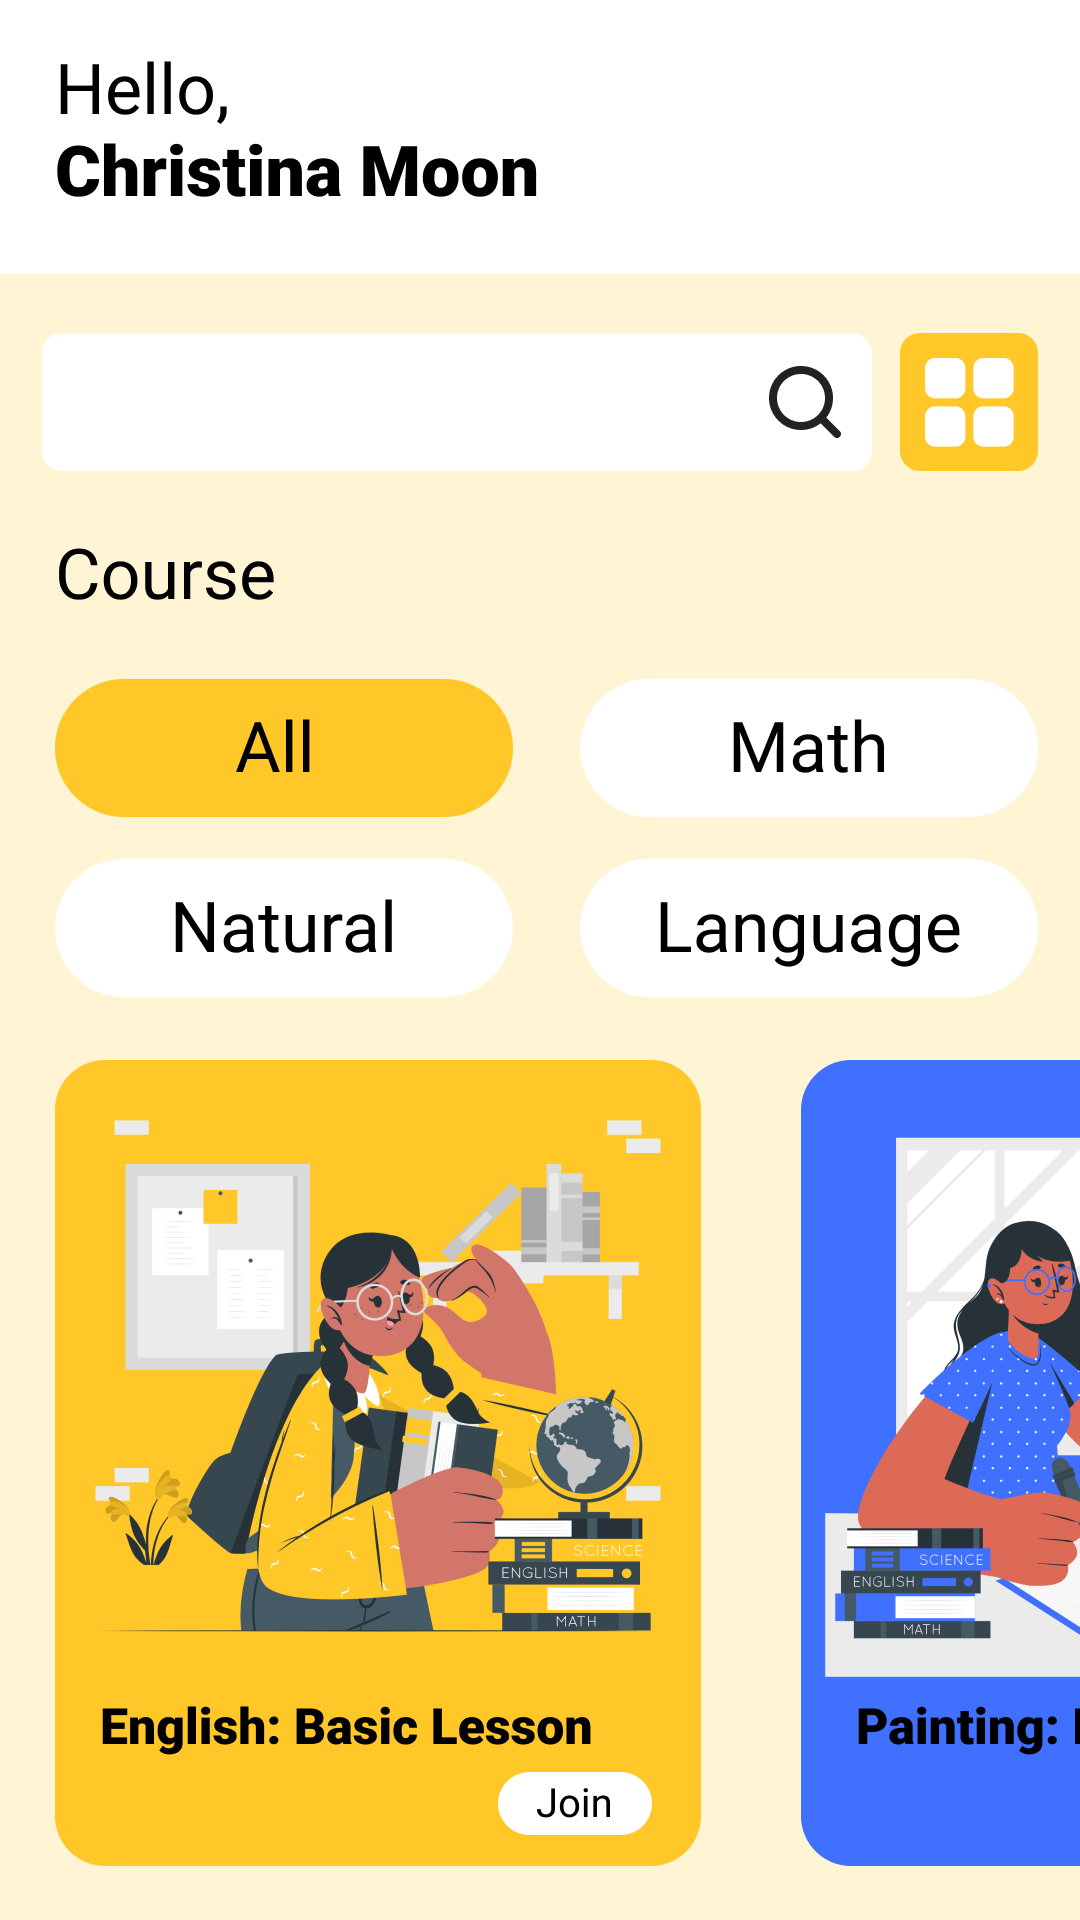 Hello,
Christina Moon
Course
All
Math
Natural
Language
SCIENCE
ENGLISH
MATH
SCIENCE
ENGLISH
MATH
English: Basic Lesson
Painting:
Join